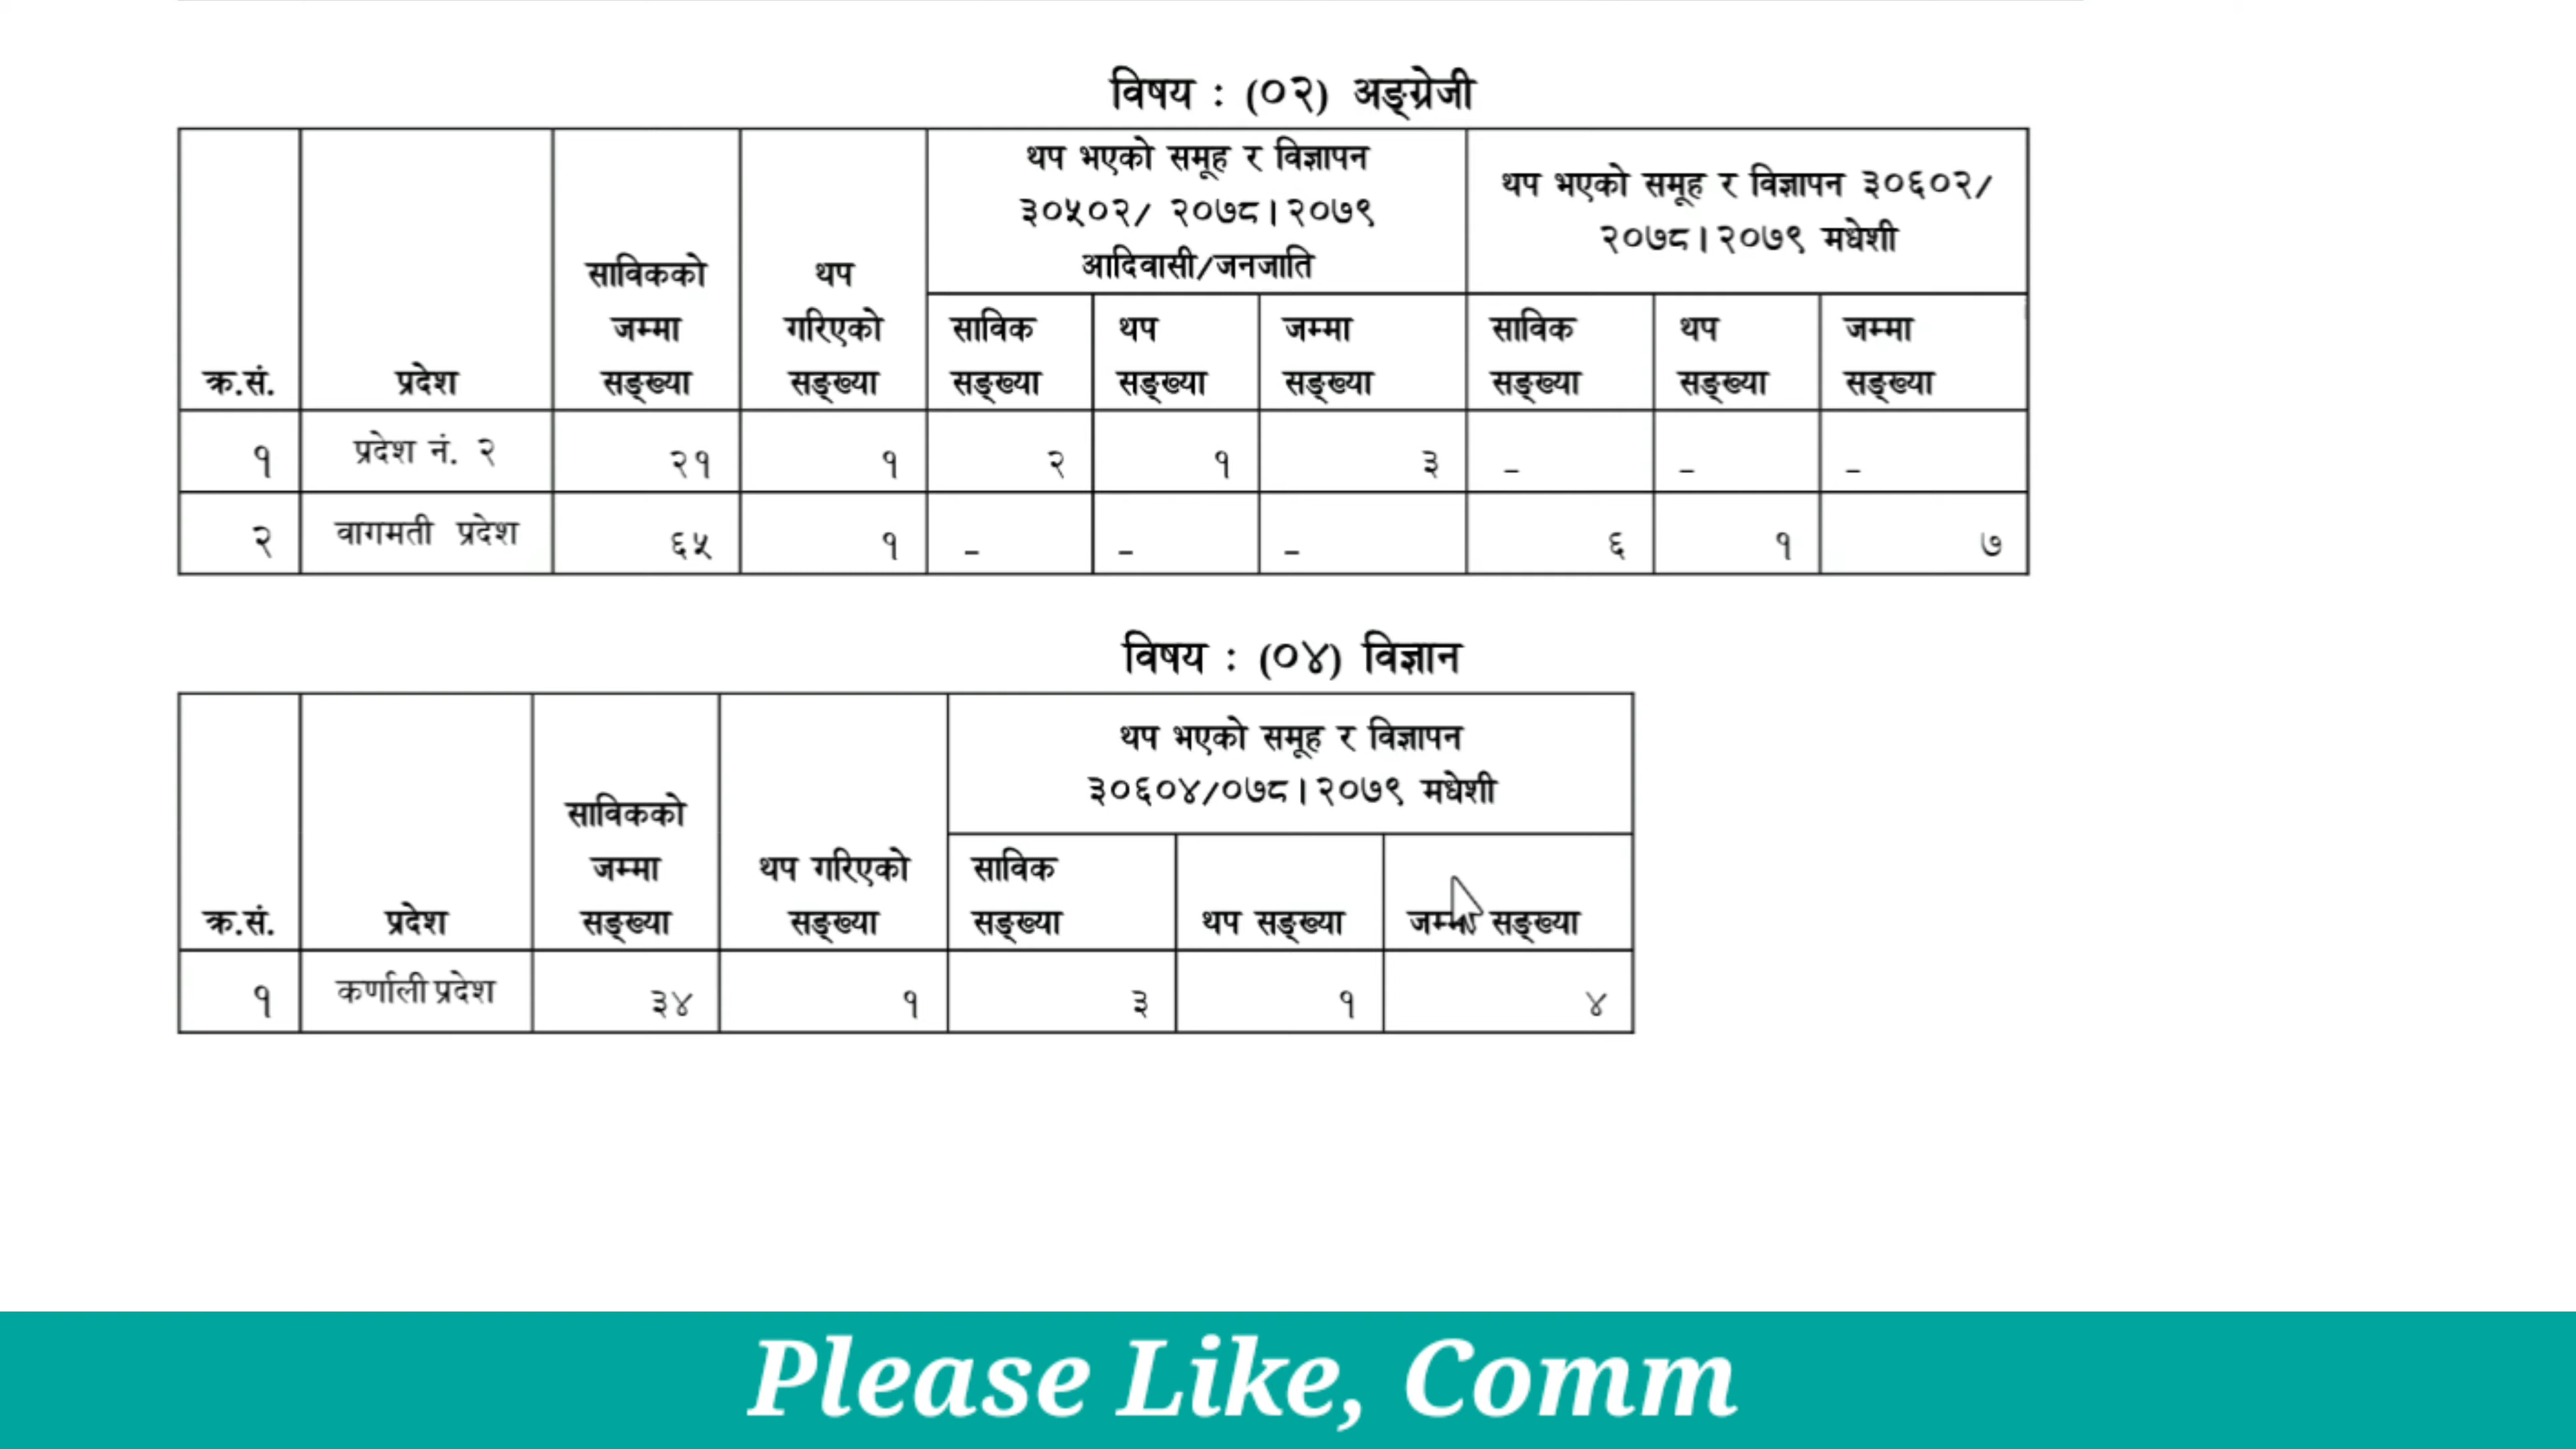 विषय : (०२) अङ्ग्रेजी
क्र.सं. प्रदेश साविकको जम्मा सङ्ख्या थप गरिएको सङ्ख्या
थप भएको समूह र विज्ञापन
३०५०२/ २०७८।२०७९
आदिवासी/जनजाति
थप भएको समूह र विज्ञापन ३०६०२/
२०७८।२०७९ मधेशी
साविक सङ्ख्या थप सङ्ख्या जम्मा सङ्ख्या साविक सङ्ख्या थप सङ्ख्या जम्मा सङ्ख्या
१ प्रदेश नं. २ २१ १ २ १ ३ - - -
२ वागमती प्रदेश ६५ १ - - - ६ १ ७
विषय : (०४) विज्ञान
क्र.सं. प्रदेश साविकको जम्मा सङ्ख्या थप गरिएको सङ्ख्या
थप भएको समूह र विज्ञापन
३०६०४/०७८।२०७९ मधेशी
साविक सङ्ख्या थप सङ्ख्या जम्मा सङ्ख्या
१ कर्णाली प्रदेश ३४ १ ३ १ ४
Please Like, Comm